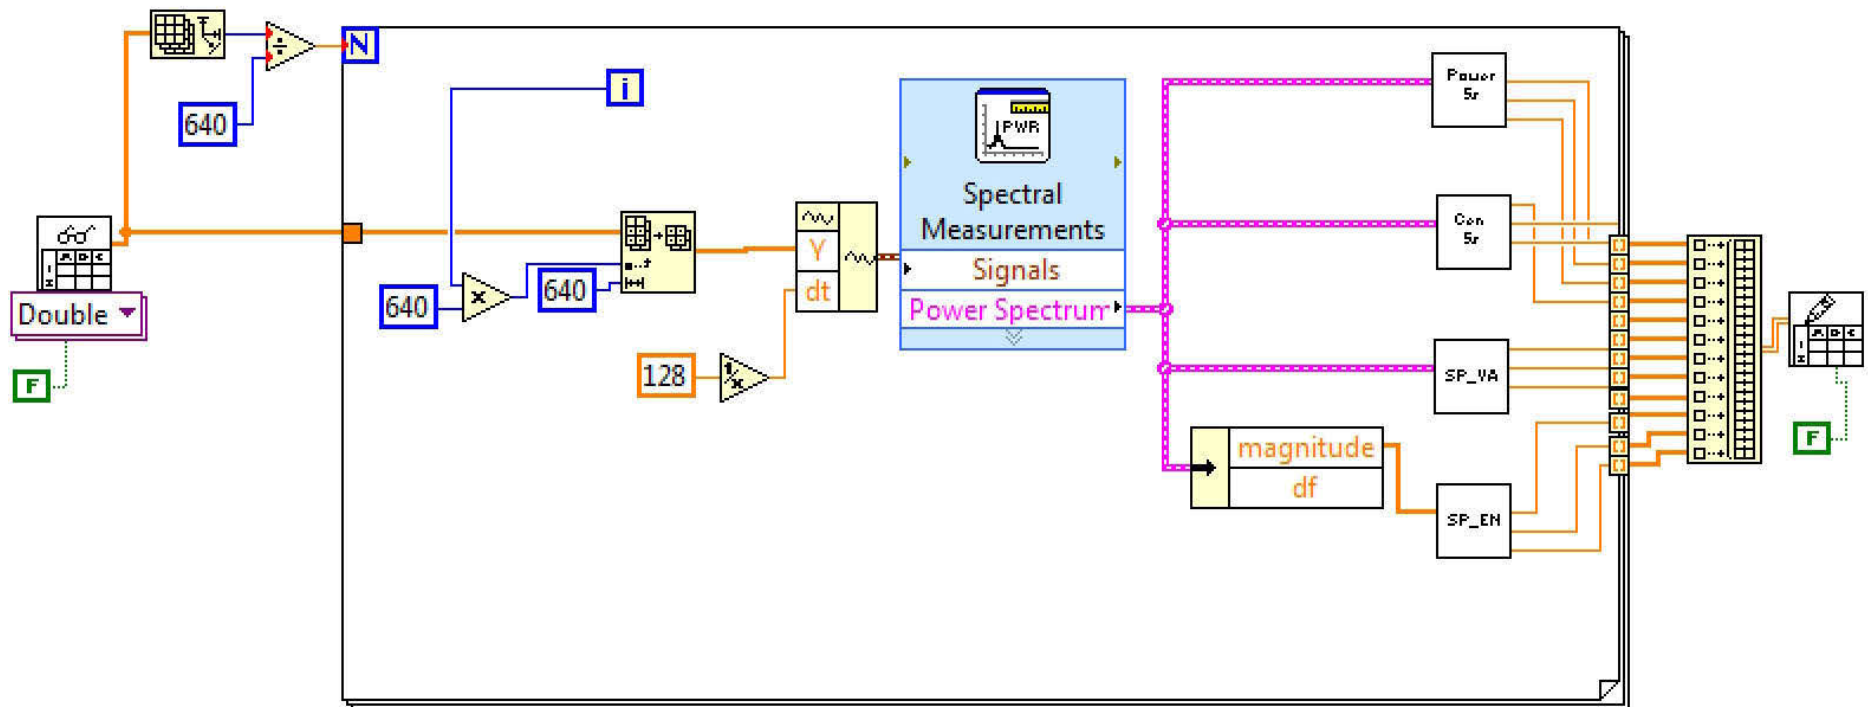 N
640
i
Double
F
640
640
Y
dt
128
PWR
Spectral
Measurements
Signals
Power Spectrum
Power
Sr
Cen
Sr
SP_VA
magnitude
df
SP_EN
F